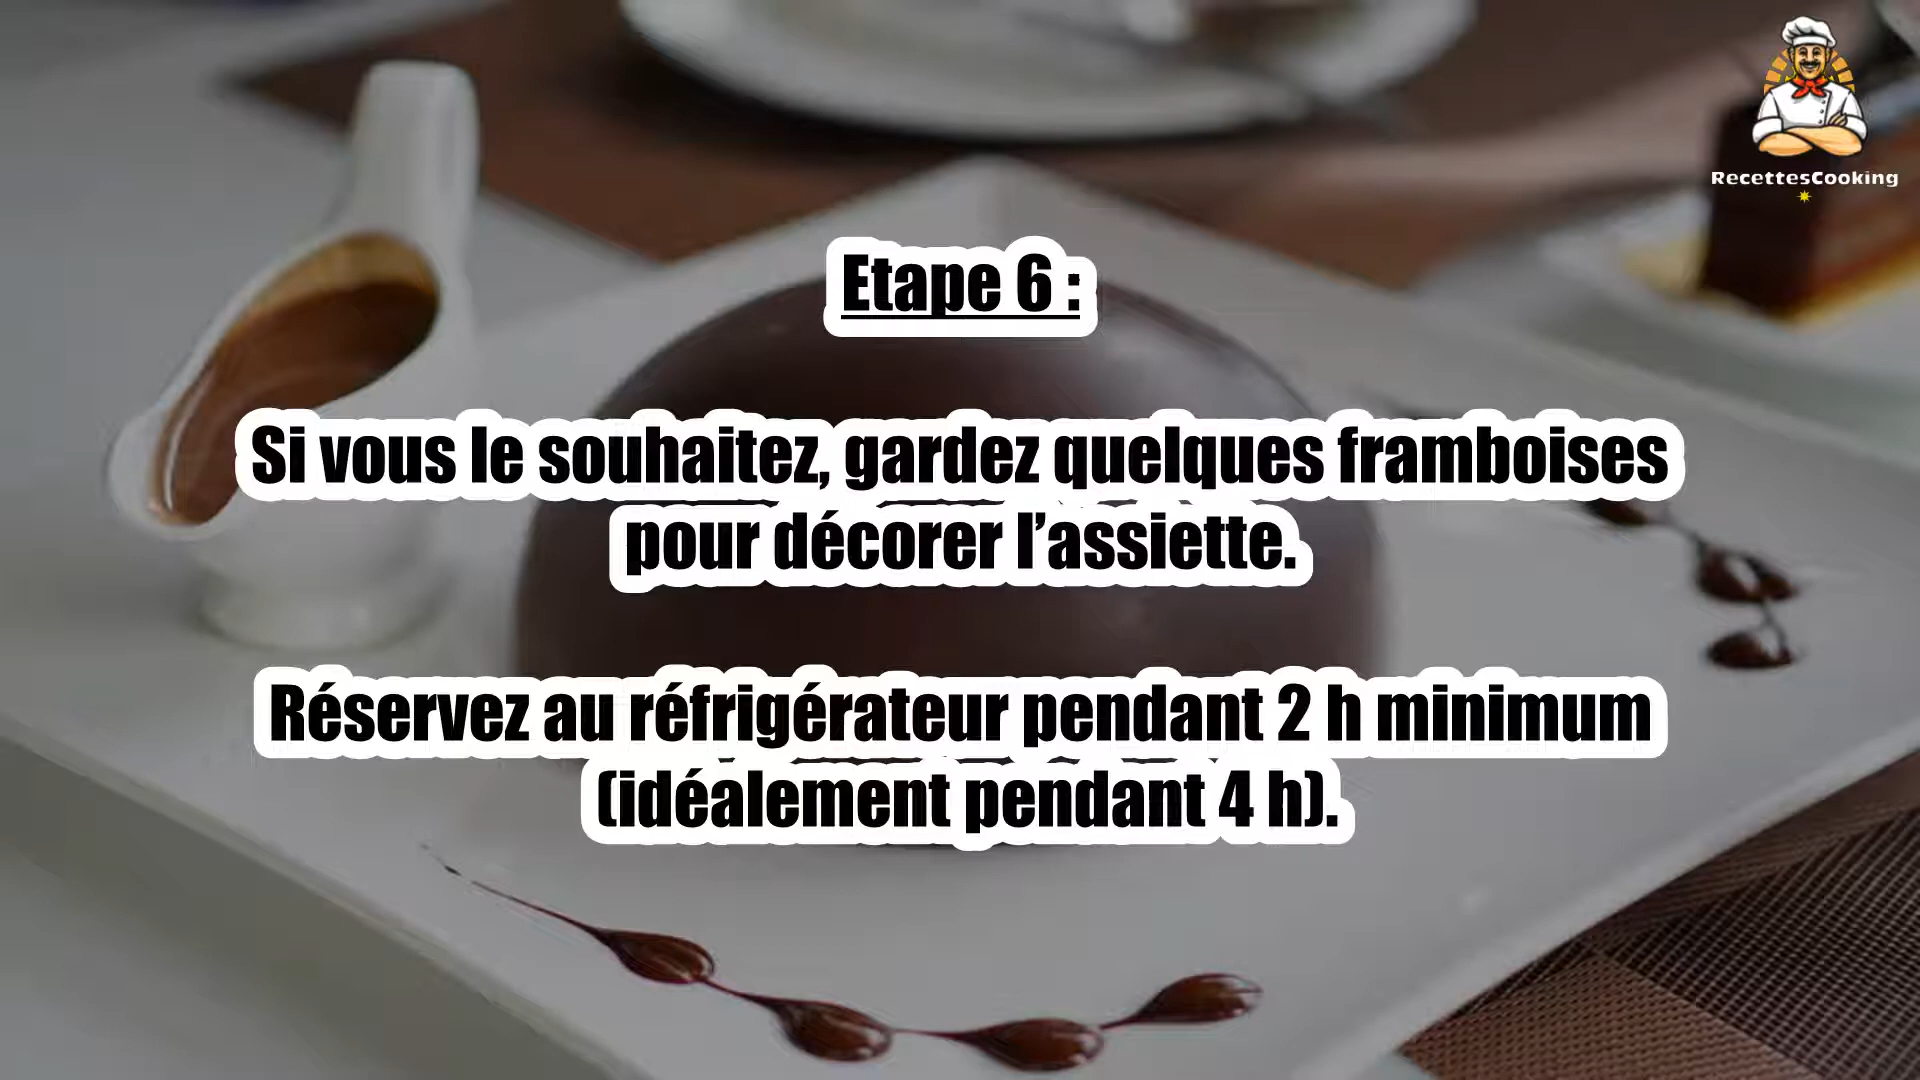 RecettesCooking
Etape 6 :
Si vous le souhaitez, gardez quelques framboises
pour décorer l’assiette.
Réservez au réfrigérateur pendant 2 h minimum
(idéalement pendant 4 h).